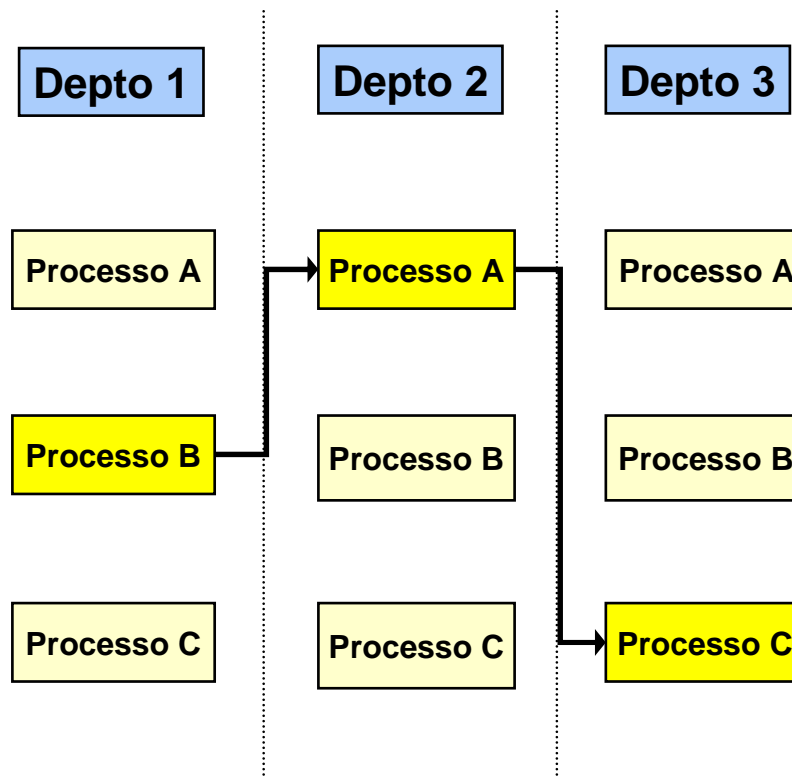 Depto 1
Depto 2
Depto 3
Processo A
Processo A
Processo A
Processo B
Processo B
Processo B
Processo C
Processo C
Processo C